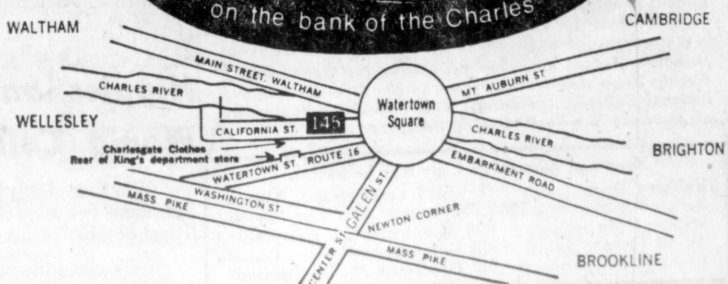 on the bank of the Charles
WALTHAM
CAMBRIDGE
MAIN STREET, WALTHAM
MT AUBURN ST
CHARLES RIVER
Watertown
Square
WELLESLEY
CALIFORNIA ST.
145
CHARLES RIVER
BRIGHTON
Charlesgate Clothes
Rear of King's department store
WATERTOWN ST. ROUTE 16
EMBARKMENT ROAD
WASHINGTON ST.
MASS PIKE
GALEN ST.
NEWTON CORNER
CENTER ST.
MASS PIKE
BROOKLINE